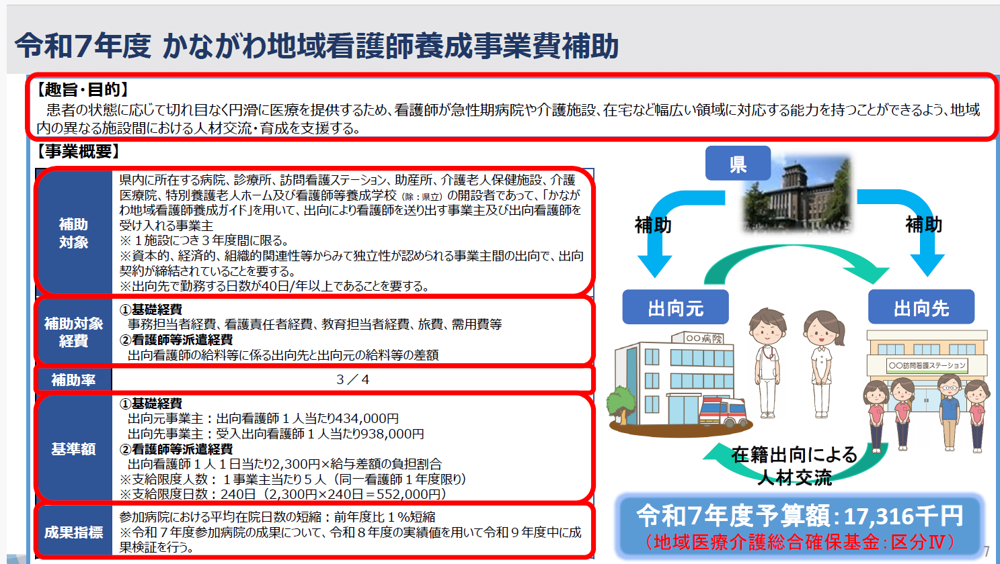 令和７年度 かながわ地域看護師養成事業費補助
【趣旨・目的】
患者の状態に応じて切れ目なく円滑に医療を提供するため、看護師が急性期病院や介護施設、在宅など幅広い領域に対応する能力を持つことができるよう、地域
内の異なる施設間における人材交流・育成を支援する。
【事業概要】
補助
対象
県内に所在する病院、診療所、訪問看護ステーション、助産所、介護老人保健施設、介護
医療院、特別養護老人ホーム及び看護師等養成学校（除：県立）の開設者であって、「かなが
わ地域看護師養成ガイド」を用いて、出向により看護師を送り出す事業主及び出向看護師を
受け入れる事業主
※１施設につき３年度間に限る。
※資本的、経済的、組織的関連性等からみて独立性が認められる事業主間の出向で、出向
契約が締結されていることを要する。
※出向先で勤務する日数が40日/年以上であることを要する。
補助対象
経費
①基礎経費
事務担当者経費、看護責任者経費、教育担当者経費、旅費、需用費等
②看護師等派遣経費
出向看護師の給料等に係る出向先と出向元の給料等の差額
補助率
３／４
基準額
①基礎経費
出向元事業主：出向看護師１人当たり434,000円
出向先事業主：受入出向看護師１人当たり938,000円
②看護師等派遣経費
出向看護師１人１日当たり2,300円×給与差額の負担割合
※支給限度人数：１事業主当たり５人（同一看護師１年度限り）
※支給限度日数：240日（2,300円×240日＝552,000円）
成果指標
参加病院における平均在院日数の短縮：前年度比１％短縮
※令和７年度参加病院の成果について、令和８年度の実績値を用いて令和９年度中に成
果検証を行う。
県
補助
補助
出向元
出向先
〇〇病院
〇〇訪問看護ステーション
在籍出向による
人材交流
令和７年度予算額：17,316千円
（地域医療介護総合確保基金：区分Ⅳ）
7